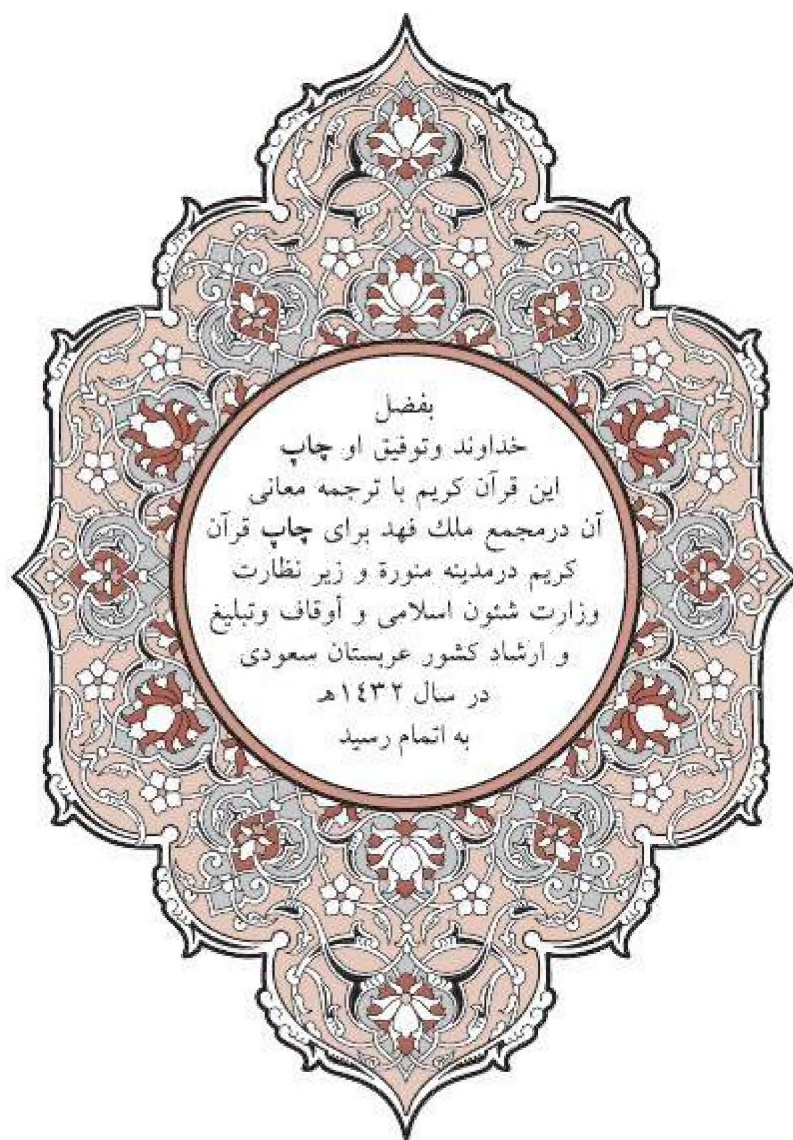 بفضل
خداوند وتوفيق او چاپ
اين قرآن كريم با ترجمه معانى
آن درمجمع ملك فهد براى چاپ قرآن
كريم درمدينه منورة و زير نظارت
وزارت شئون اسلامى و أوقاف وتبليغ
و ارشاد كشور عربستان سعودى
در سال ١٤٣٢هـ
به اتمام رسيد